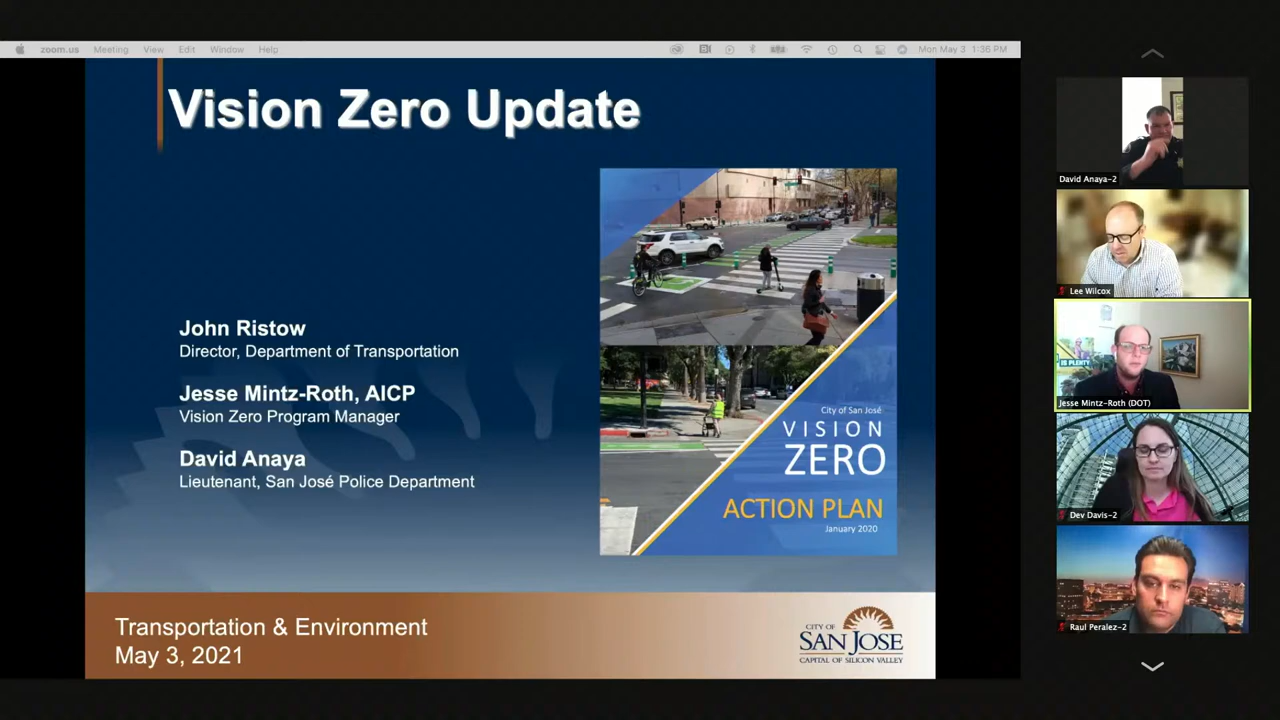 zoom.us Meeting View Edit Window Help Mon May 3 1:36 PM
Vision Zero Update
John Ristow
Director, Department of Transportation
Jesse Mintz-Roth, AICP
Vision Zero Program Manager
David Anaya
Lieutenant, San José Police Department
City of San José
VISION
ZERO
ACTION PLAN
January 2020
Transportation & Environment
May 3, 2021
CITY OF
SAN JOSE
CAPITAL OF SILICON VALLEY
David Anaya-2
Lee Wilcox
IS PLENTY
Jesse Mintz-Roth (DOT)
Dev Davis-2
Raul Peralez-2